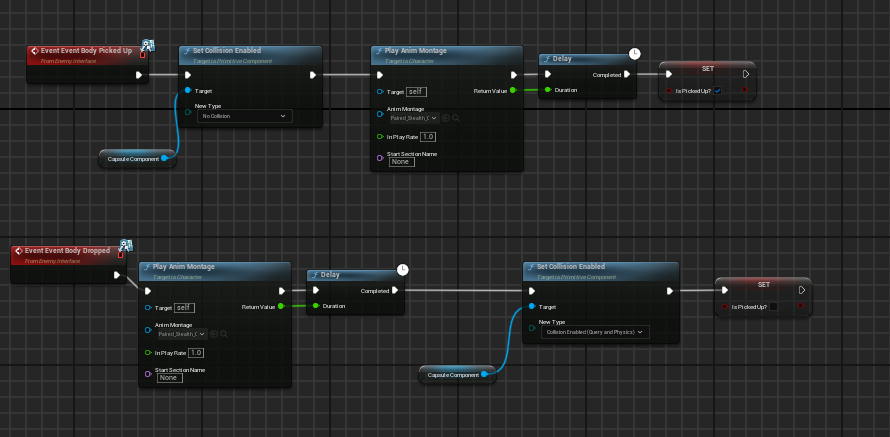 Event Event Body Picked Up
From Enemy Interface
Set Collision Enabled
Target is Primitive Component
Target
New Type
No Collision
Capsule Component
Play Anim Montage
Target is Character
Target self
Return Value
Anim Montage
Paired_Stealth_C
In Play Rate 1.0
Start Section Name
None
Delay
Completed
Duration
SET
Is Picked Up?
Event Event Body Dropped
From Enemy Interface
Play Anim Montage
Target is Character
Target self
Return Value
Anim Montage
Paired_Stealth_C
In Play Rate 1.0
Start Section Name
None
Delay
Completed
Duration
Set Collision Enabled
Target is Primitive Component
Target
New Type
Collision Enabled (Query and Physics)
Capsule Component
SET
Is Picked Up?